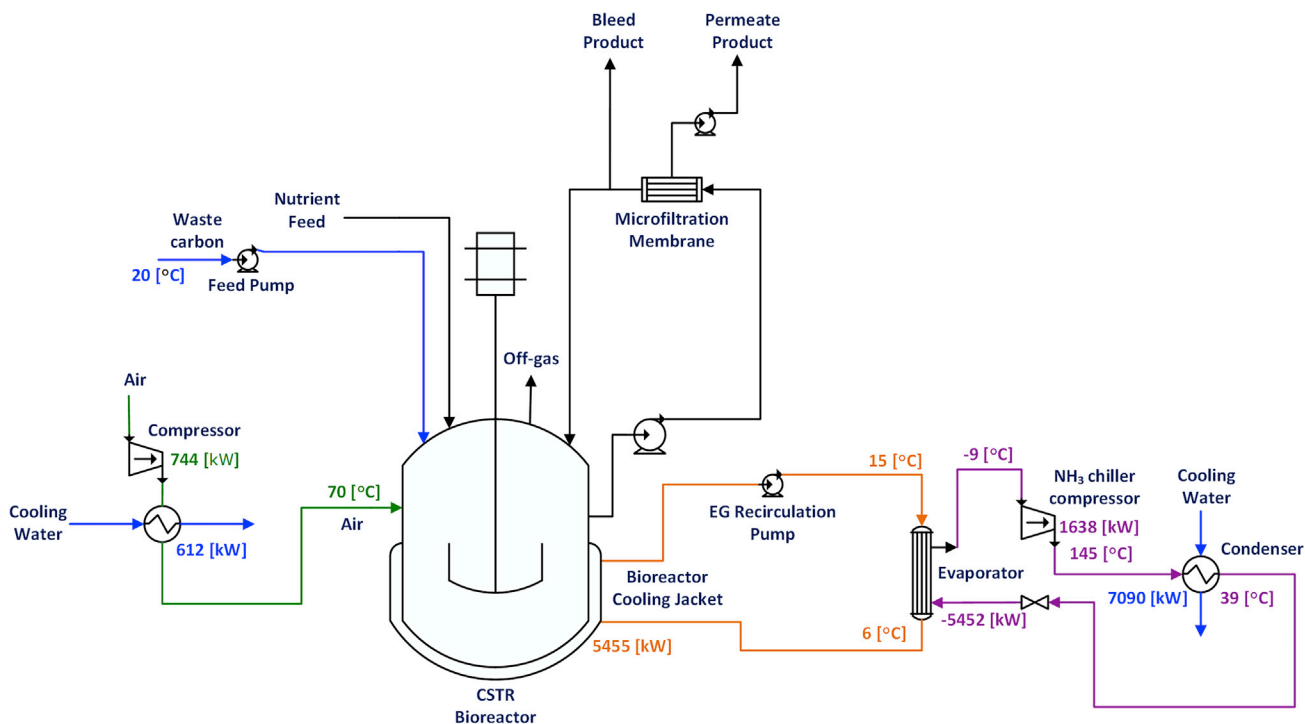 Bleed
Product
Permeate
Product
Microfiltration
Membrane
Nutrient
Feed
Waste
carbon
20 [°C]
Feed Pump
Off-gas
Air
Compressor
744 [kW]
Cooling
Water
612 [kW]
70 [°C]
Air
15 [°C]
EG Recirculation
Pump
Bioreactor
Cooling Jacket
5455 [kW]
6 [°C]
CSTR
Bioreactor
-9 [°C]
NH₃ chiller
compressor
1638 [kW]
145 [°C]
Evaporator
-5452 [kW]
Cooling
Water
Condenser
7090 [kW]
39 [°C]